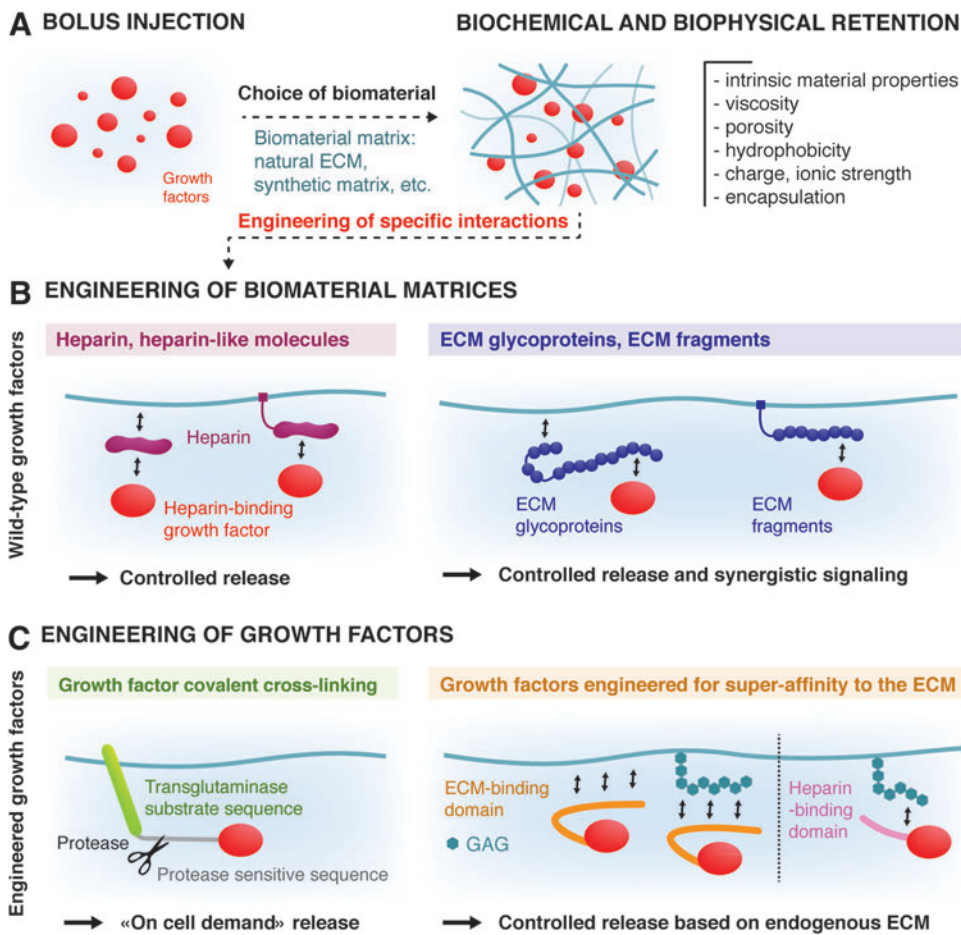 A BOLUS INJECTION
BIOCHEMICAL AND BIOPHYSICAL RETENTION
Growth
factors
Choice of biomaterial
Biomaterial matrix:
natural ECM,
synthetic matrix, etc.
- intrinsic material properties
- viscosity
- porosity
- hydrophobicity
- charge, ionic strength
- encapsulation
Engineering of specific interactions
B ENGINEERING OF BIOMATERIAL MATRICES
Wild-type growth factors
Heparin, heparin-like molecules
Heparin
Heparin-binding
growth factor
Controlled release
ECM glycoproteins, ECM fragments
ECM
glycoproteins
ECM
fragments
Controlled release and synergistic signaling
C ENGINEERING OF GROWTH FACTORS
Engineered growth factors
Growth factor covalent cross-linking
Transglutaminase
substrate sequence
Protease
Protease sensitive sequence
«On cell demand» release
Growth factors engineered for super-affinity to the ECM
ECM-binding
domain
GAG
Heparin
-binding
domain
Controlled release based on endogenous ECM